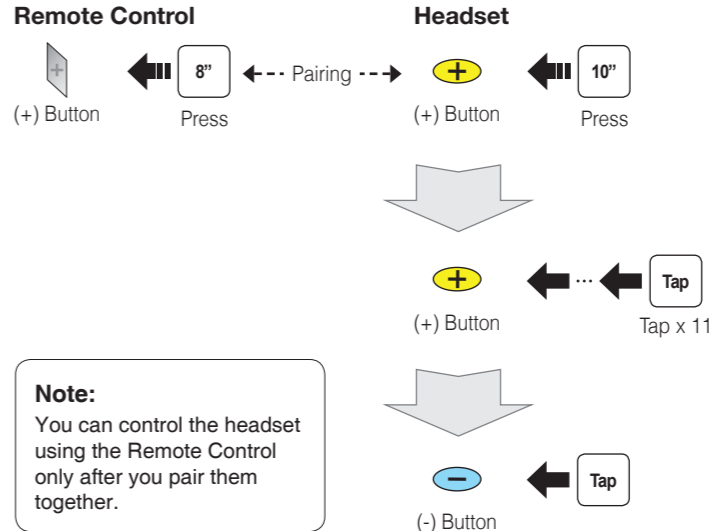 Remote Control
Headset
+
8”
Pairing
+
10”
(+) Button
Press
(+) Button
Press
+
...
Tap
(+) Button
Tap x 11
Note:
You can control the headset
using the Remote Control
only after you pair them
together.
−
Tap
(-) Button